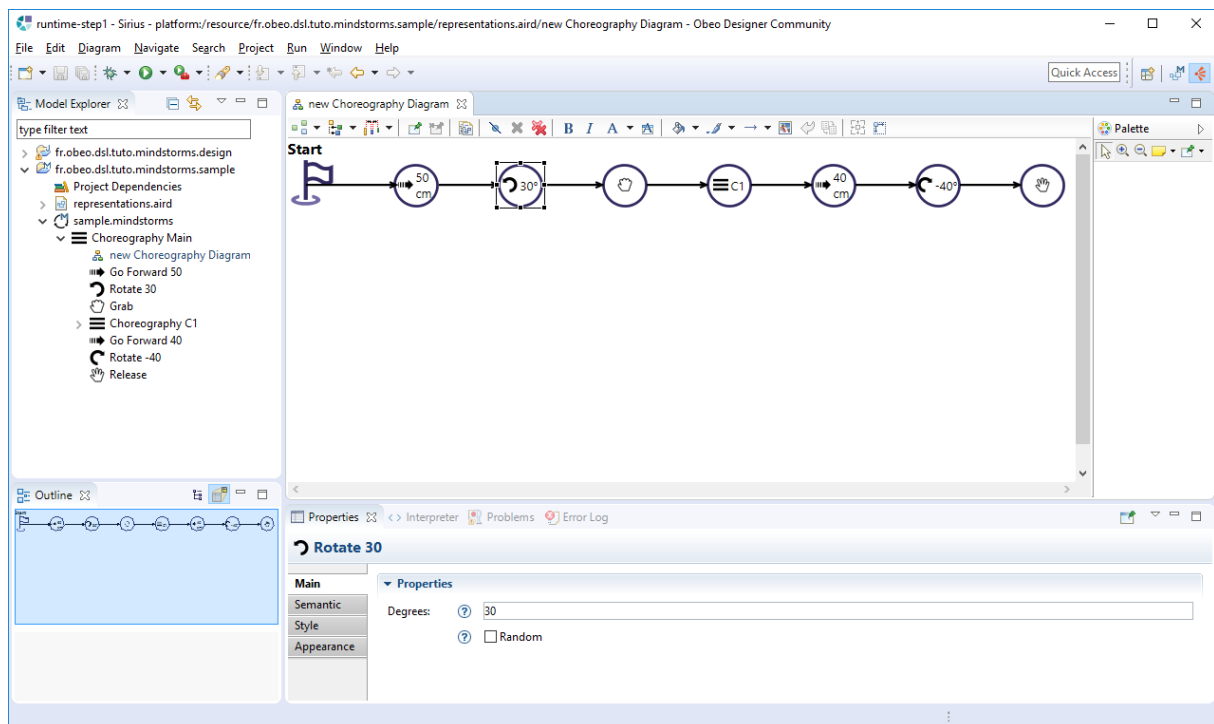 runtime-step1 - Sirius - platform:/resource/fr.obeo.dsl.tuto.mindstorms.sample/representations.aird/new Choreography Diagram - Obeo Designer Community
File Edit Diagram Navigate Search Project Run Window Help
Quick Access
Model Explorer
type filter text
fr.obeo.dsl.tuto.mindstorms.design
fr.obeo.dsl.tuto.mindstorms.sample
Project Dependencies
representations.aird
sample.mindstorms
Choreography Main
new Choreography Diagram
Go Forward 50
Rotate 30
Grab
Choreography C1
Go Forward 40
Rotate -40
Release
new Choreography Diagram
B I A
Palette
Start
50
cm
30°
C1
40
cm
-40°
Outline
Properties <> Interpreter Problems Error Log
Rotate 30
Main
Semantic
Style
Appearance
Properties
Degrees: 30
Random